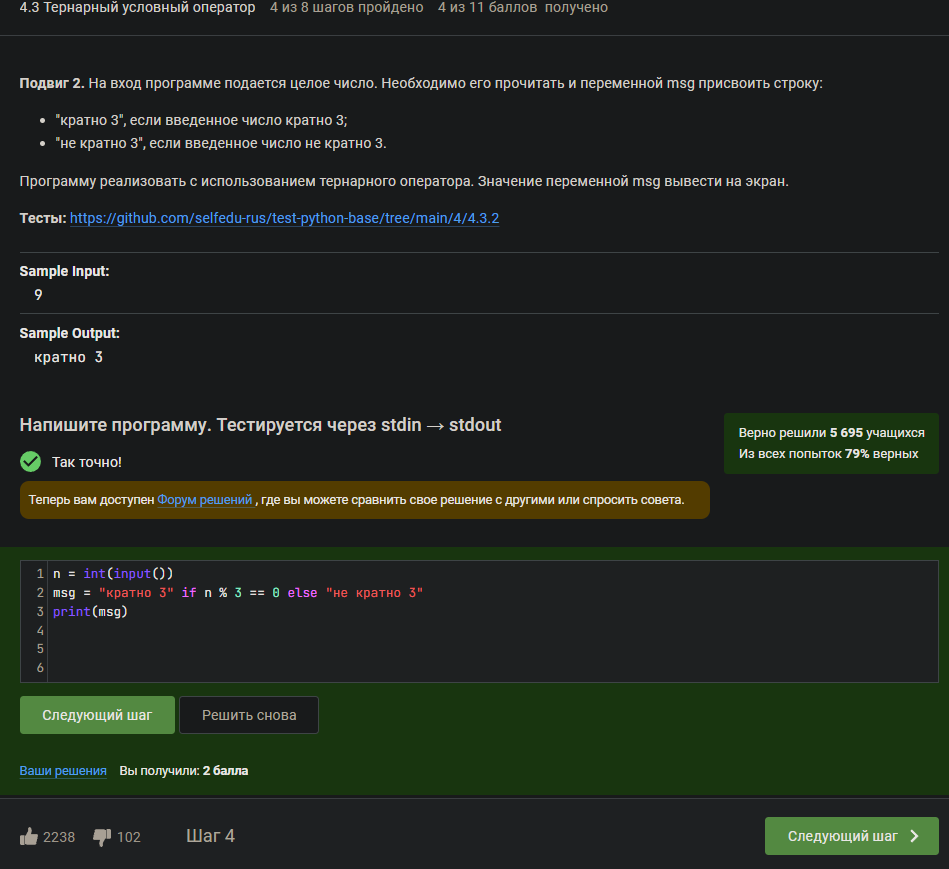 4.3 Тернарный условный оператор 4 из 8 шагов пройдено 4 из 11 баллов получено
Подвиг 2. На вход программе подается целое число. Необходимо его прочитать и переменной msg присвоить строку:
"кратно 3", если введенное число кратно 3;
"не кратно 3", если введенное число не кратно 3.
Программу реализовать с использованием тернарного оператора. Значение переменной msg вывести на экран.
Тесты: https://github.com/selfedu-rus/test-python-base/tree/main/4/4.3.2
Sample Input:
9
Sample Output:
кратно 3
Напишите программу. Тестируется через stdin → stdout
Верно решили 5 695 учащихся
Из всех попыток 79% верных
Так точно!
Теперь вам доступен Форум решений , где вы можете сравнить свое решение с другими или спросить совета.
1 n = int(input())
2 msg = "кратно 3" if n % 3 == 0 else "не кратно 3"
3 print(msg)
4
5
6
Следующий шаг Решить снова
Ваши решения Вы получили: 2 балла
2238 102 Шаг 4 Следующий шаг